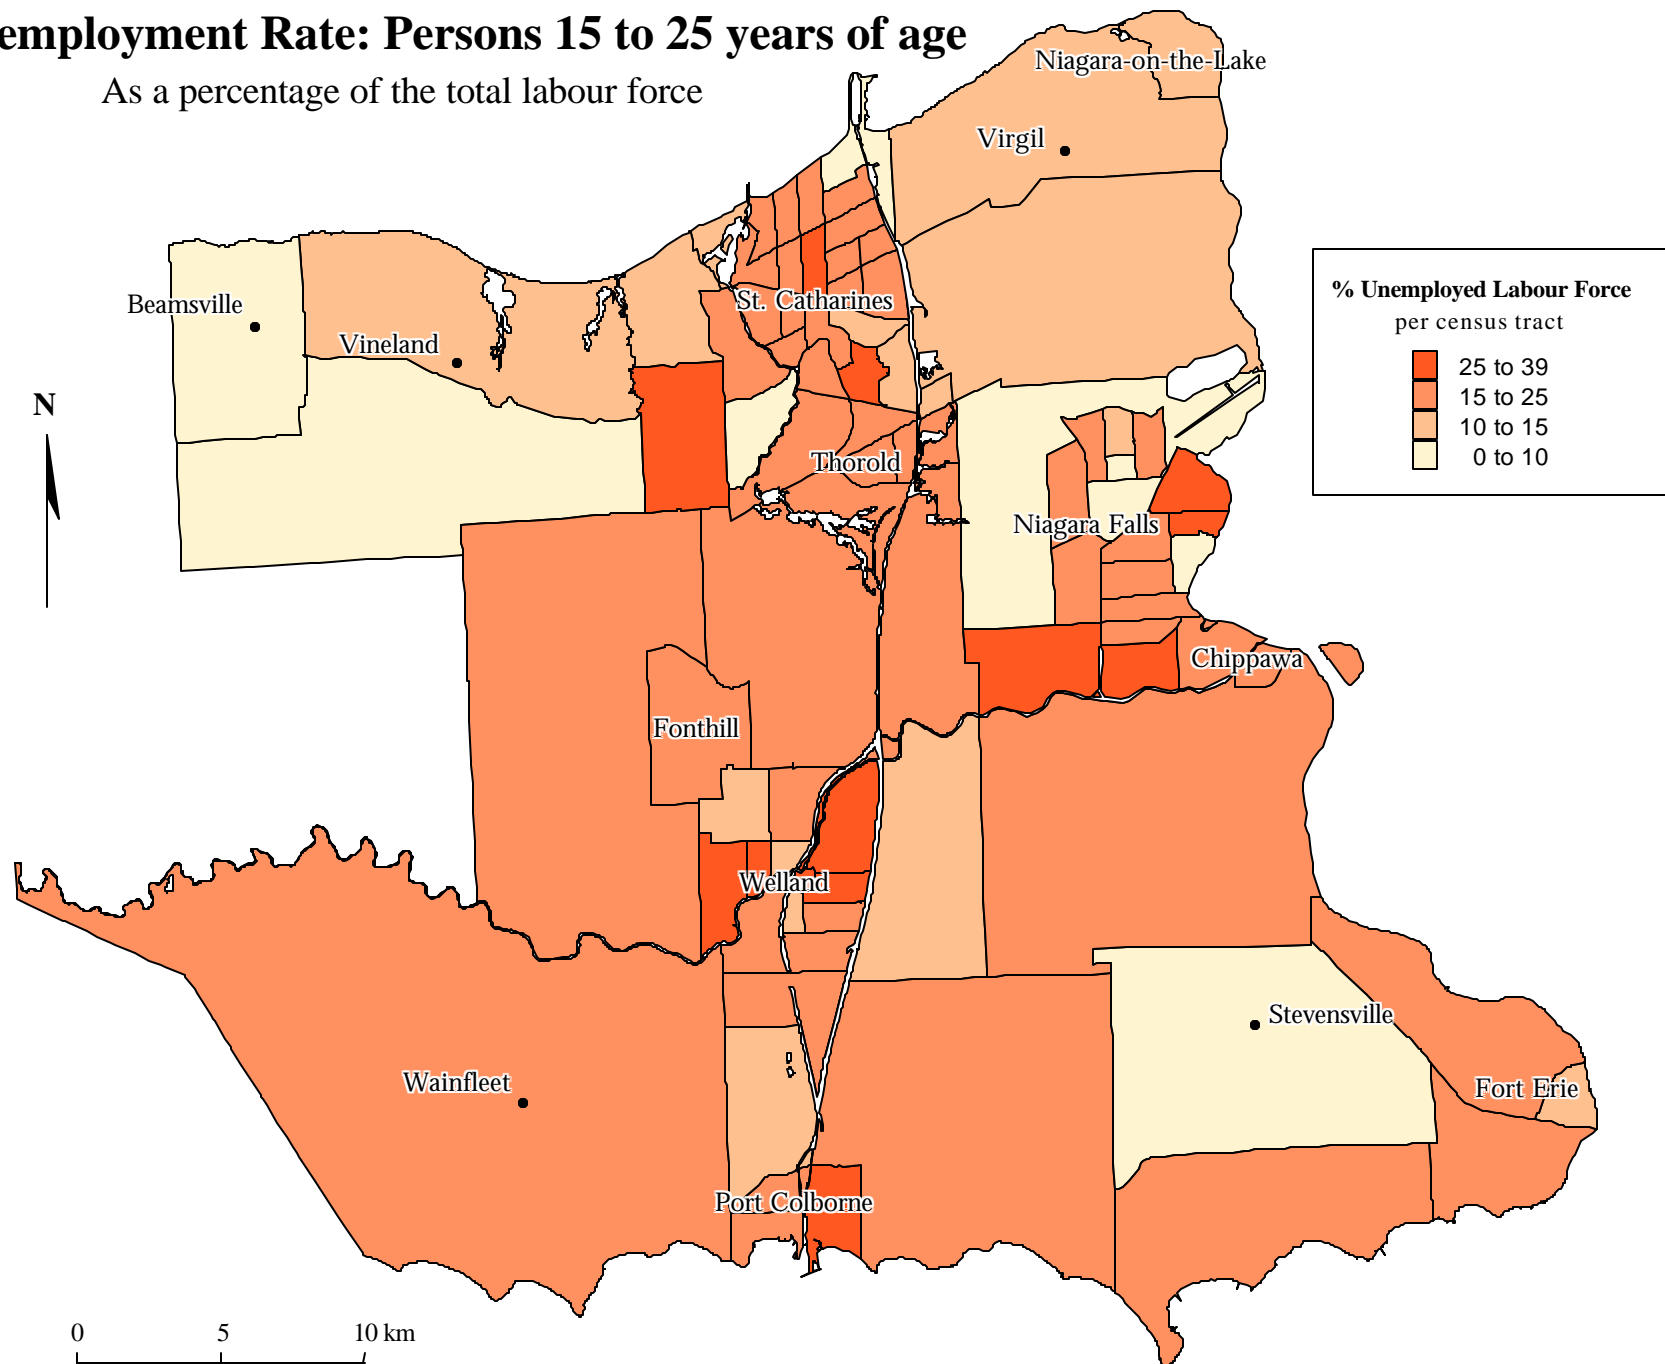 employment Rate: Persons 15 to 25 years of age
As a percentage of the total labour force
Niagara-on-the-Lake
Virgil
Beamsville
Vineland
St. Catharines
% Unemployed Labour Force
per census tract
25 to 39
15 to 25
10 to 15
0 to 10
N
Thorold
Niagara Falls
Chippawa
Fonthill
Welland
Stevensville
Wainfleet
Fort Erie
Port Colborne
0 5 10 km